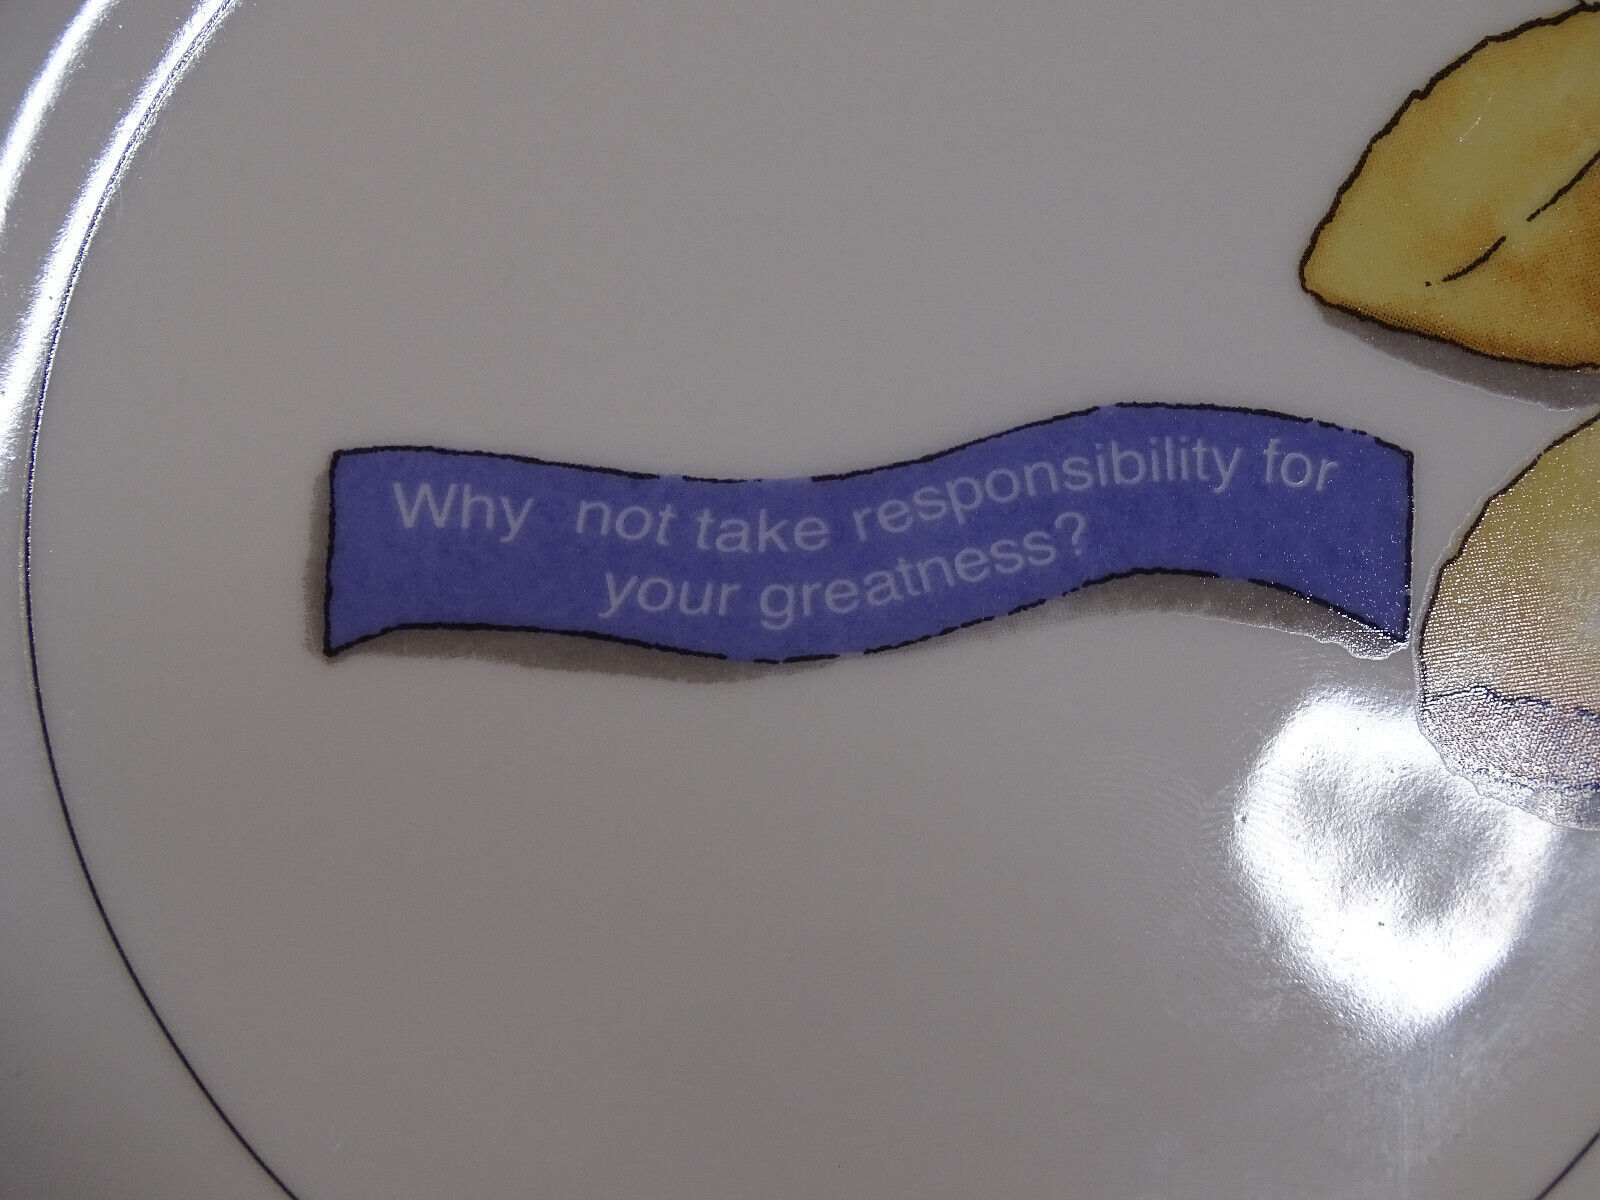 Why not take responsibility for
your greatness?